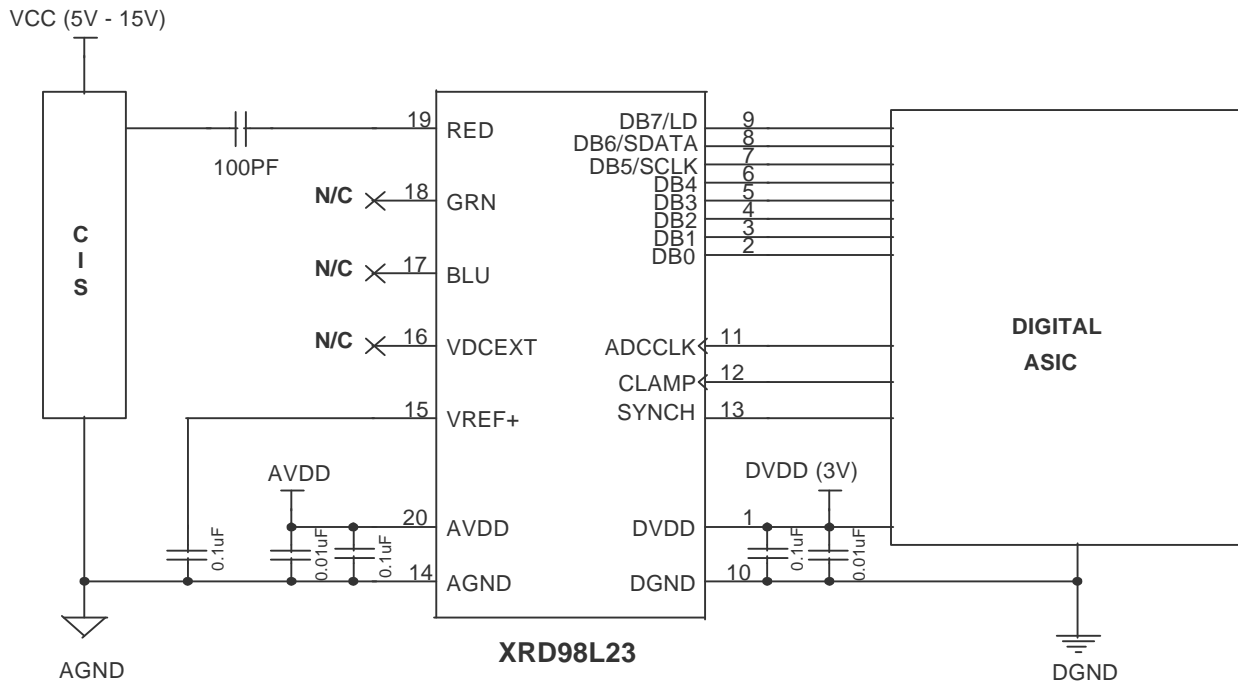 VCC (5V - 15V)
C
I
S
100PF
19
RED
N/C
18
GRN
N/C
17
BLU
N/C
16
VDCEXT
15
VREF+
AVDD
20
AVDD
0.1uF
0.01uF
0.1uF
14
AGND
AGND
DB7/LD
9
DB6/SDATA
8
DB5/SCLK
7
DB4
6
DB3
5
DB2
4
DB1
3
DB0
2
ADCCLK
11
CLAMP
12
SYNCH
13
DVDD (3V)
DVDD
1
0.1uF
0.01uF
DGND
10
XRD98L23
DIGITAL
ASIC
DGND